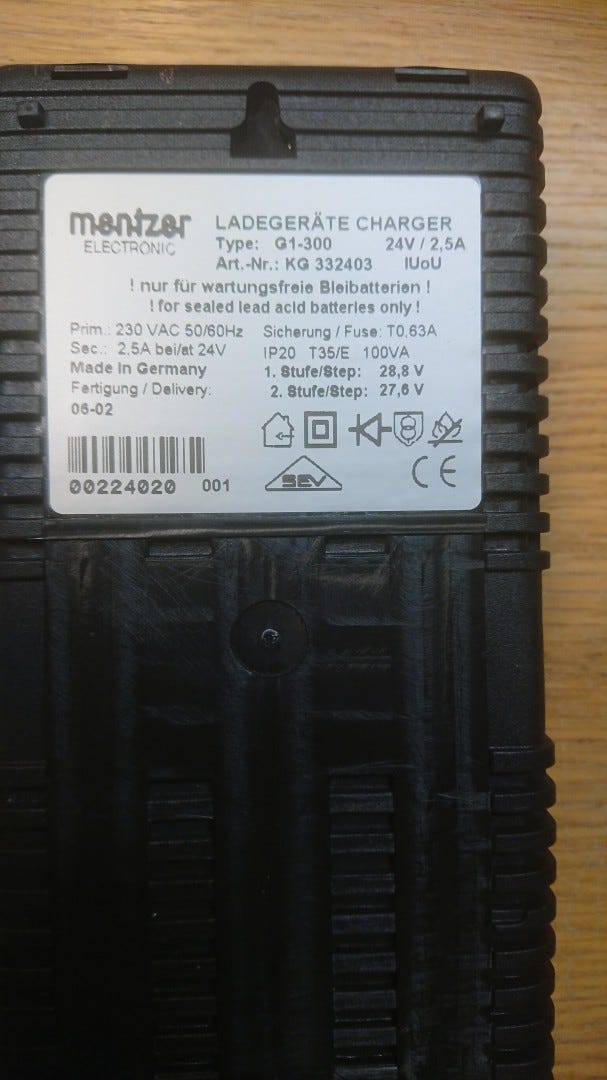 mentzer
ELECTRONIC
LADEGERÄTE CHARGER
Type: G1-300 24V / 2,5A
Art.-Nr.: KG 332403 IUoU
! nur für wartungsfreie Bleibatterien !
! for sealed lead acid batteries only !
Prim.: 230 VAC 50/60Hz Sicherung / Fuse: T0,63A
Sec.: 2,5A bei/at 24V IP20 T35/E 100VA
Made In Germany 1. Stufe/Step: 28,8 V
Fertigung / Delivery: 2. Stufe/Step: 27,6 V
06-02
00224020 001
SEV
CE